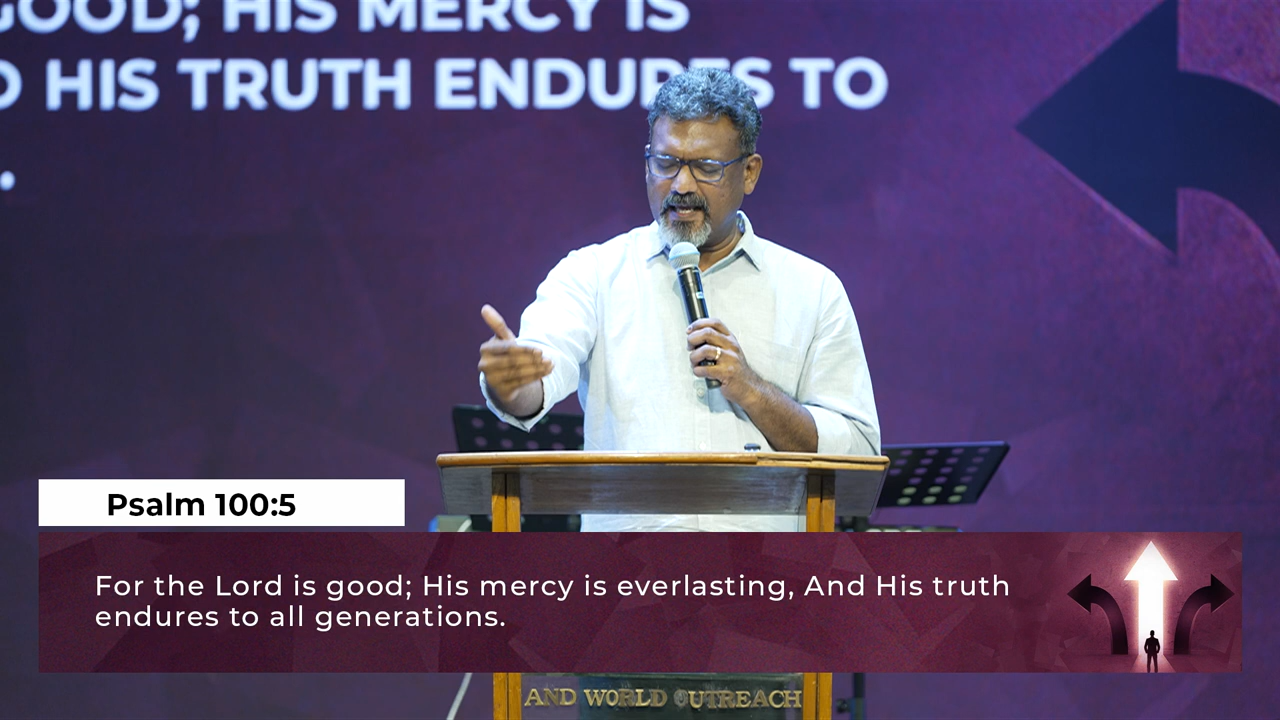 GOOD; HIS MERCY IS
HIS TRUTH ENDURES TO
.
Psalm 100:5
For the Lord is good; His mercy is everlasting, And His truth
endures to all generations.
AND WORLD OUTREACH